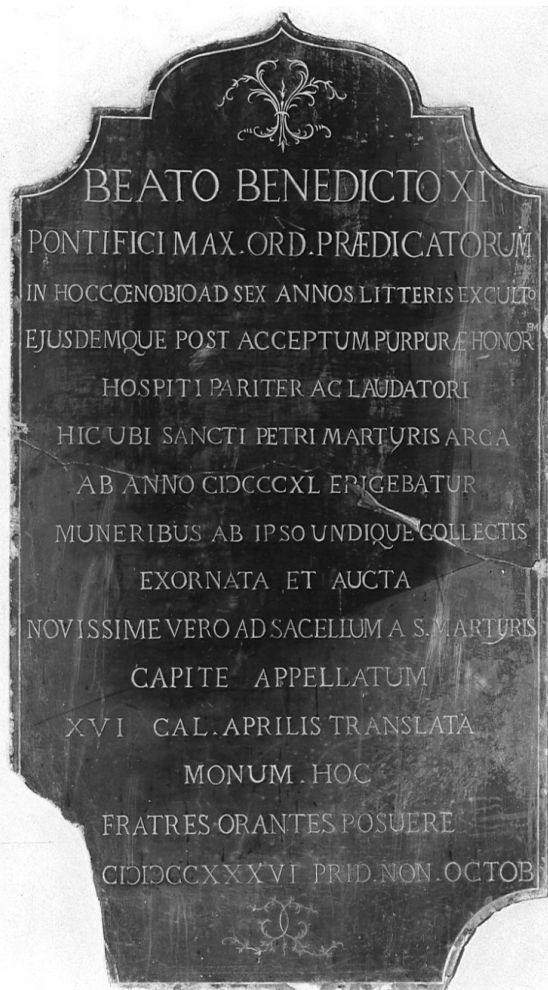 BEATO BENEDICTO XI
PONTIFICI MAX. ORD. PRÆDICATORUM
IN HOC CŒNOBIO AD SEX ANNOS LITTERIS EXCULTO
EJUSDEMQUE POST ACCEPTUM PURPURÆ HONOREM
HOSPITI PARITER AC LAUDATORI
HIC UBI SANCTI PETRI MARTURIS ARCA
AB ANNO CIƆCCCXL ERIGEBATUR
MUNERIBUS AB IPSO UNDIQUE COLLECTIS
EXORNATA ET AUCTA
NOVISSIME VERO AD SACELLUM A S. MARTURIS
CAPITE APPELLATUM
XVI CAL. APRILIS TRANSLATA
MONUM. HOC
FRATRES ORANTES POSUERE
CIƆIƆCCXXXVI PRID. NON. OCTOB